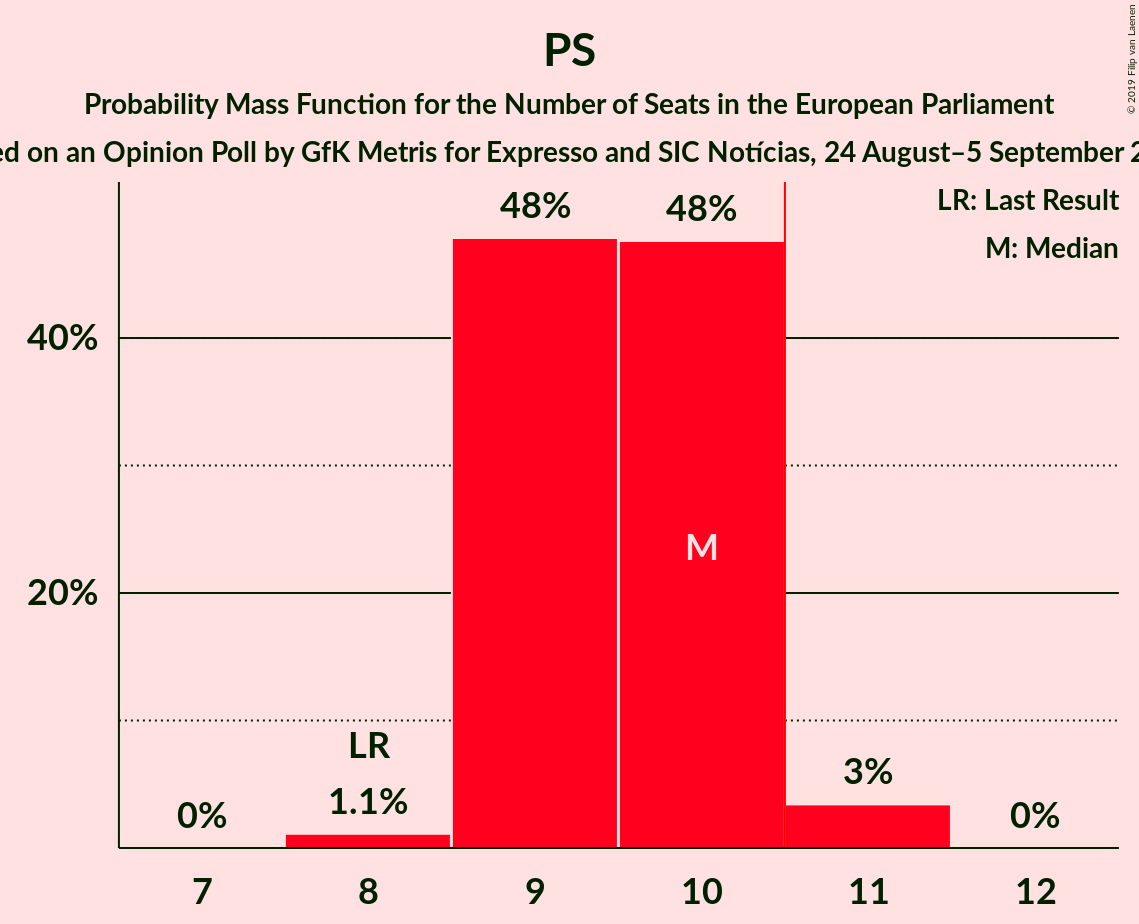 PS
Probability Mass Function for the Number of Seats in the European Parliament
on an Opinion Poll by GfK Metris for Expresso and SIC Notícias, 24 August–5 September
© 2019 Filip van Laenen
LR: Last Result
M: Median
48%
48%
40%
M
20%
LR
3%
1.1%
0%
0%
7
8
9
10
11
12